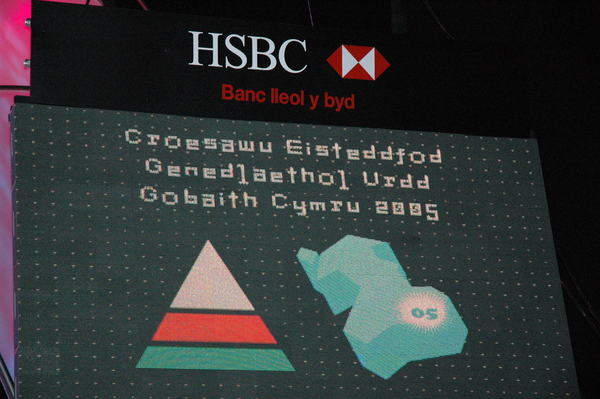 HSBC
Banc lleol y byd
Croesawu Eisteddfod
Genedlaethol Urdd
Gobaith Cymru 2005
05